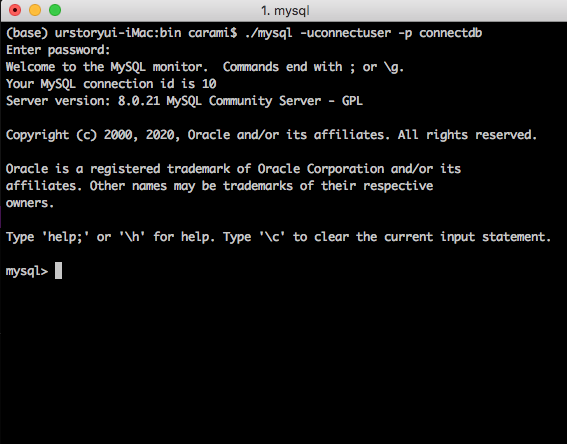 1. mysql
(base) urstoryui-iMac:bin carami$ ./mysql -uconnectuser -p connectdb
Enter password:
Welcome to the MySQL monitor.  Commands end with ; or \g.
Your MySQL connection id is 10
Server version: 8.0.21 MySQL Community Server - GPL
Copyright (c) 2000, 2020, Oracle and/or its affiliates. All rights reserved.
Oracle is a registered trademark of Oracle Corporation and/or its
affiliates. Other names may be trademarks of their respective
owners.
Type 'help;' or '\h' for help. Type '\c' to clear the current input statement.
mysql>